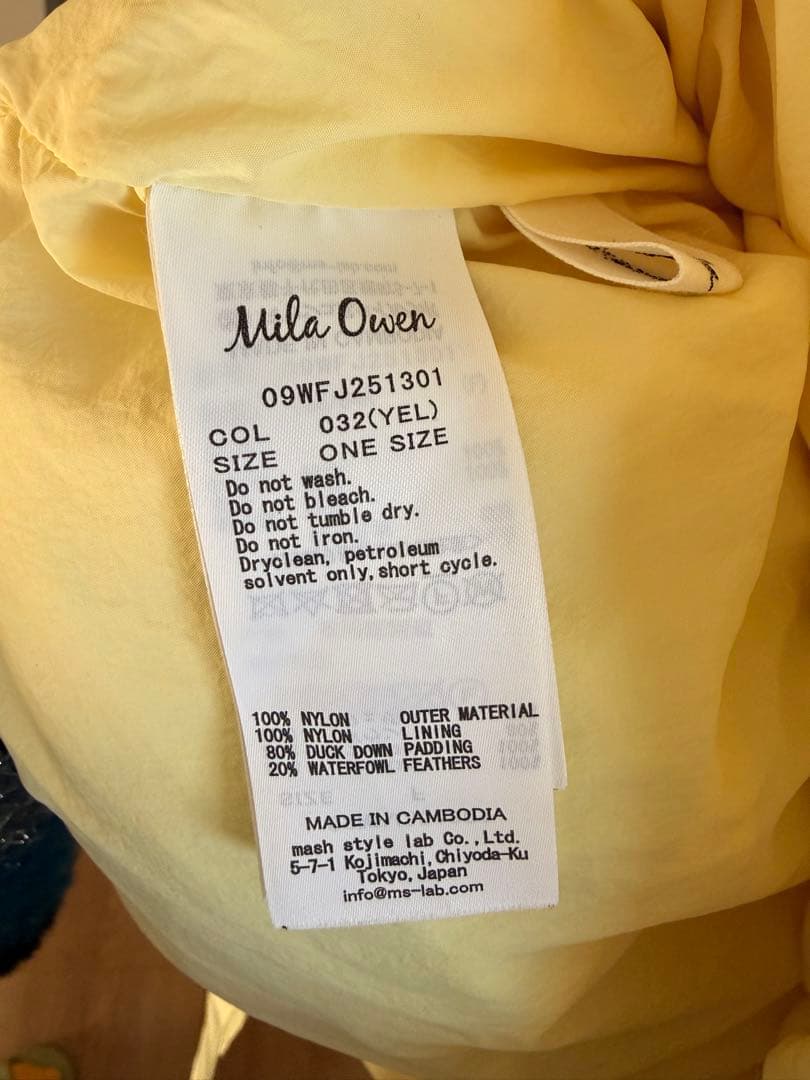 Mila Owen
09WFJ251301
COL 032(YEL)
SIZE ONE SIZE
Do not wash.
Do not bleach.
Do not tumble dry.
Do not iron.
Dryclean, petroleum
solvent only, short cycle.
100% NYLON OUTER MATERIAL
100% NYLON LINING
80% DUCK DOWN PADDING
20% WATERFOWL FEATHERS
MADE IN CAMBODIA
mash style lab Co.,Ltd.
5-7-1 Kojimachi,Chiyoda-Ku
Tokyo, Japan
info@ms-lab.com